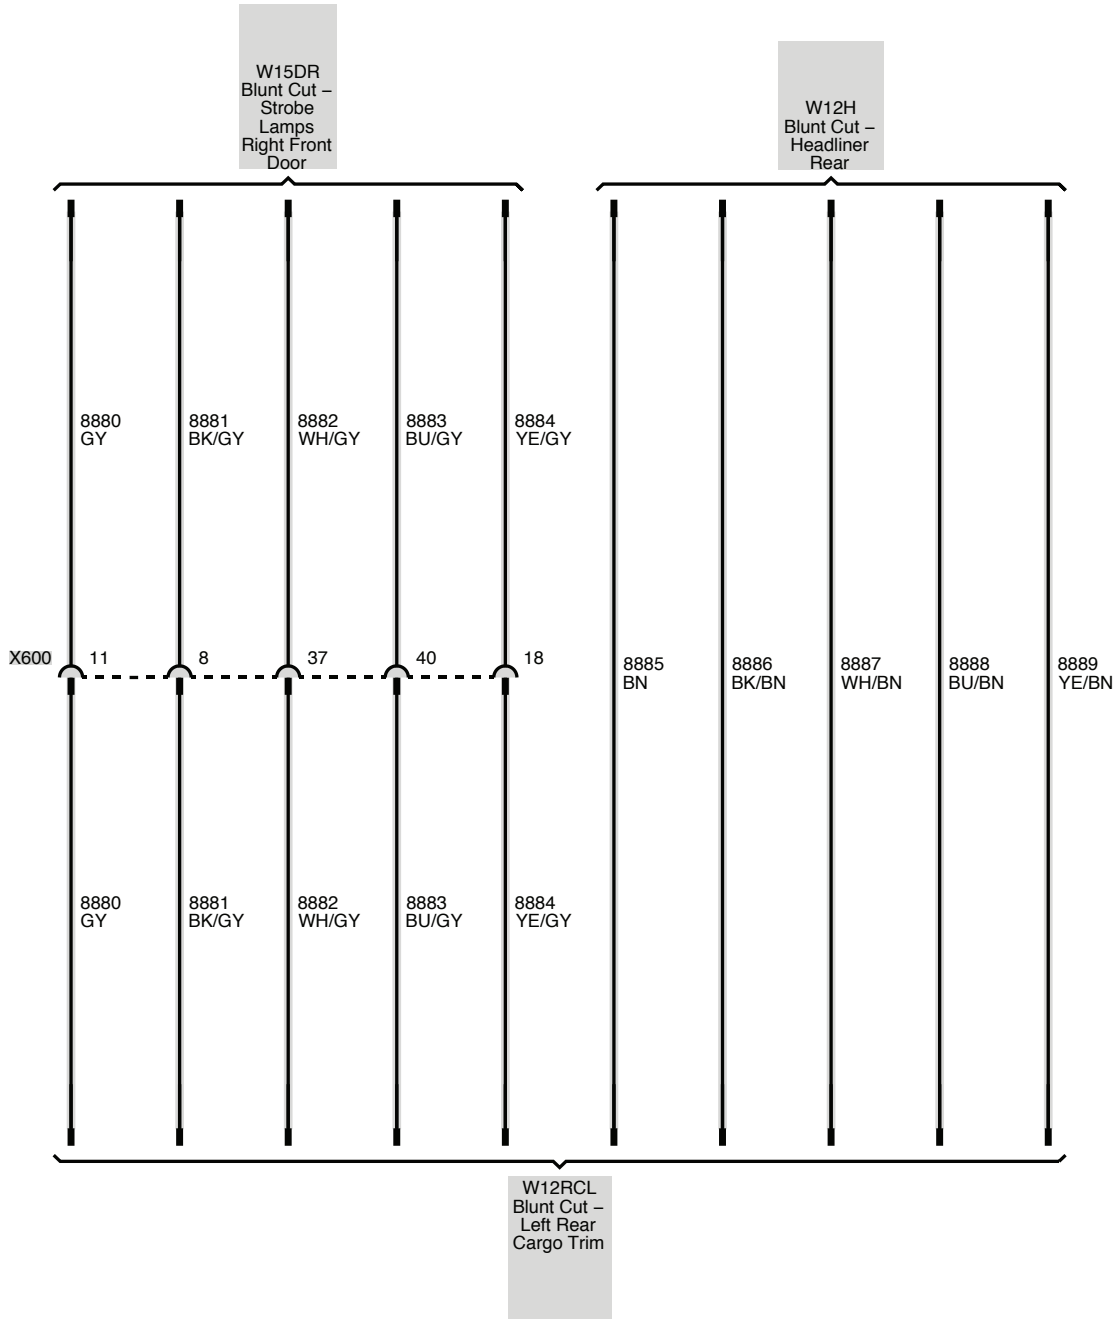 W15DR
Blunt Cut –
Strobe
Lamps
Right Front
Door
W12H
Blunt Cut –
Headliner
Rear
8880
GY
8881
BK/GY
8882
WH/GY
8883
BU/GY
8884
YE/GY
X600
11
8
37
40
18
8885
BN
8886
BK/BN
8887
WH/BN
8888
BU/BN
8889
YE/BN
8880
GY
8881
BK/GY
8882
WH/GY
8883
BU/GY
8884
YE/GY
W12RCL
Blunt Cut –
Left Rear
Cargo Trim